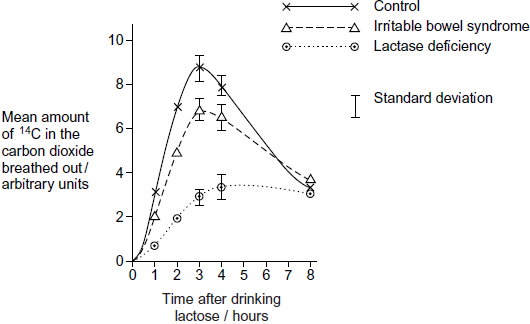 Control
Irritable bowel syndrome
Lactase deficiency
Standard deviation
Mean amount
of ¹⁴C in the
carbon dioxide
breathed out /
arbitrary units
10
8
6
4
2
0
0 1 2 3 4 5 6 7 8
Time after drinking
lactose / hours